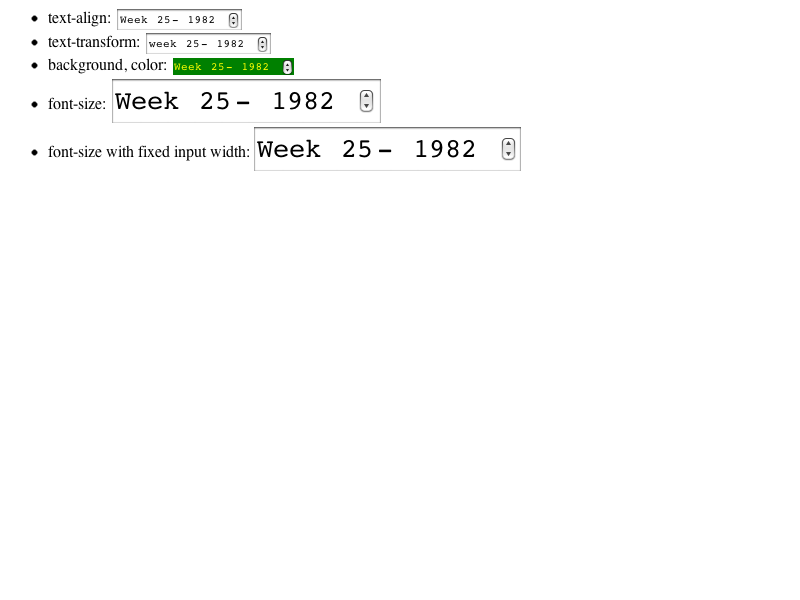 text-align: Week 25- 1982
text-transform: week 25- 1982
background, color: Week 25- 1982
font-size: Week 25- 1982
font-size with fixed input width: Week 25- 1982